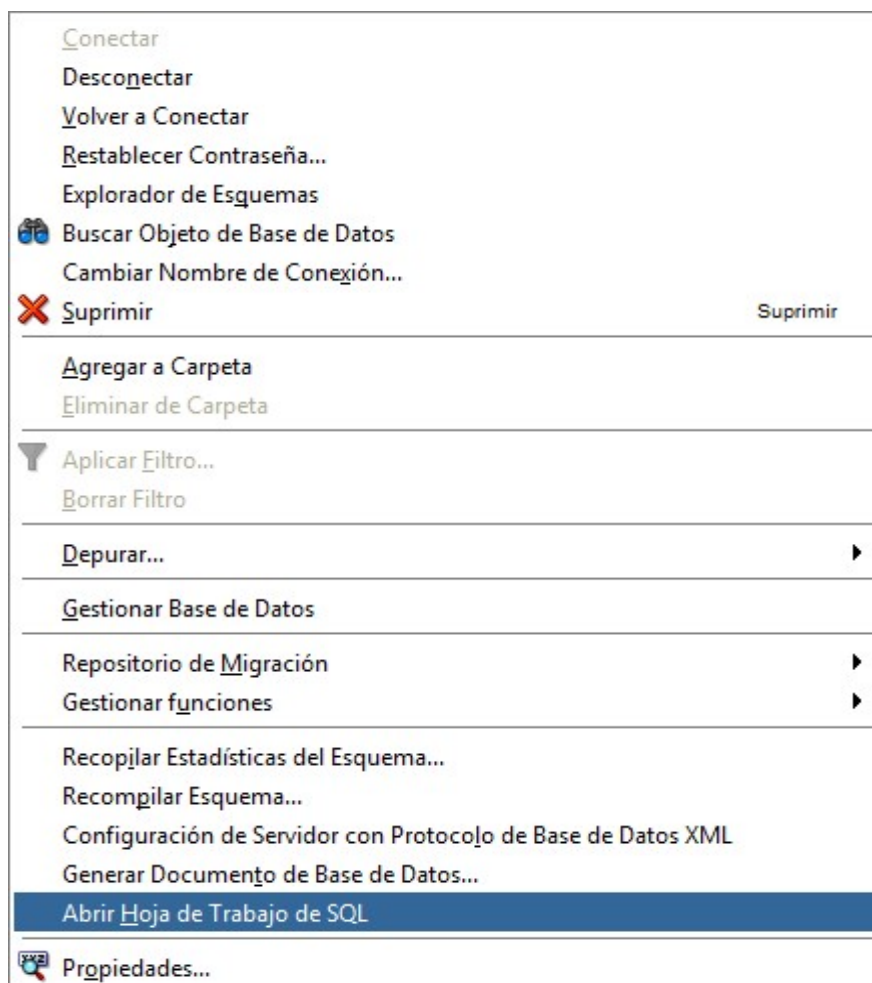 Conectar
Desconectar
Volver a Conectar
Restablecer Contraseña...
Explorador de Esquemas
Buscar Objeto de Base de Datos
Cambiar Nombre de Conexión...
Suprimir Suprimir
Agregar a Carpeta
Eliminar de Carpeta
Aplicar Filtro...
Borrar Filtro
Depurar...
Gestionar Base de Datos
Repositorio de Migración
Gestionar funciones
Recopilar Estadísticas del Esquema...
Recompilar Esquema...
Configuración de Servidor con Protocolo de Base de Datos XML
Generar Documento de Base de Datos...
Abrir Hoja de Trabajo de SQL
XYZ Propiedades...